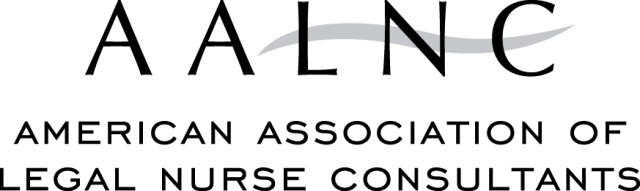 AALNC
AMERICAN ASSOCIATION OF
LEGAL NURSE CONSULTANTS